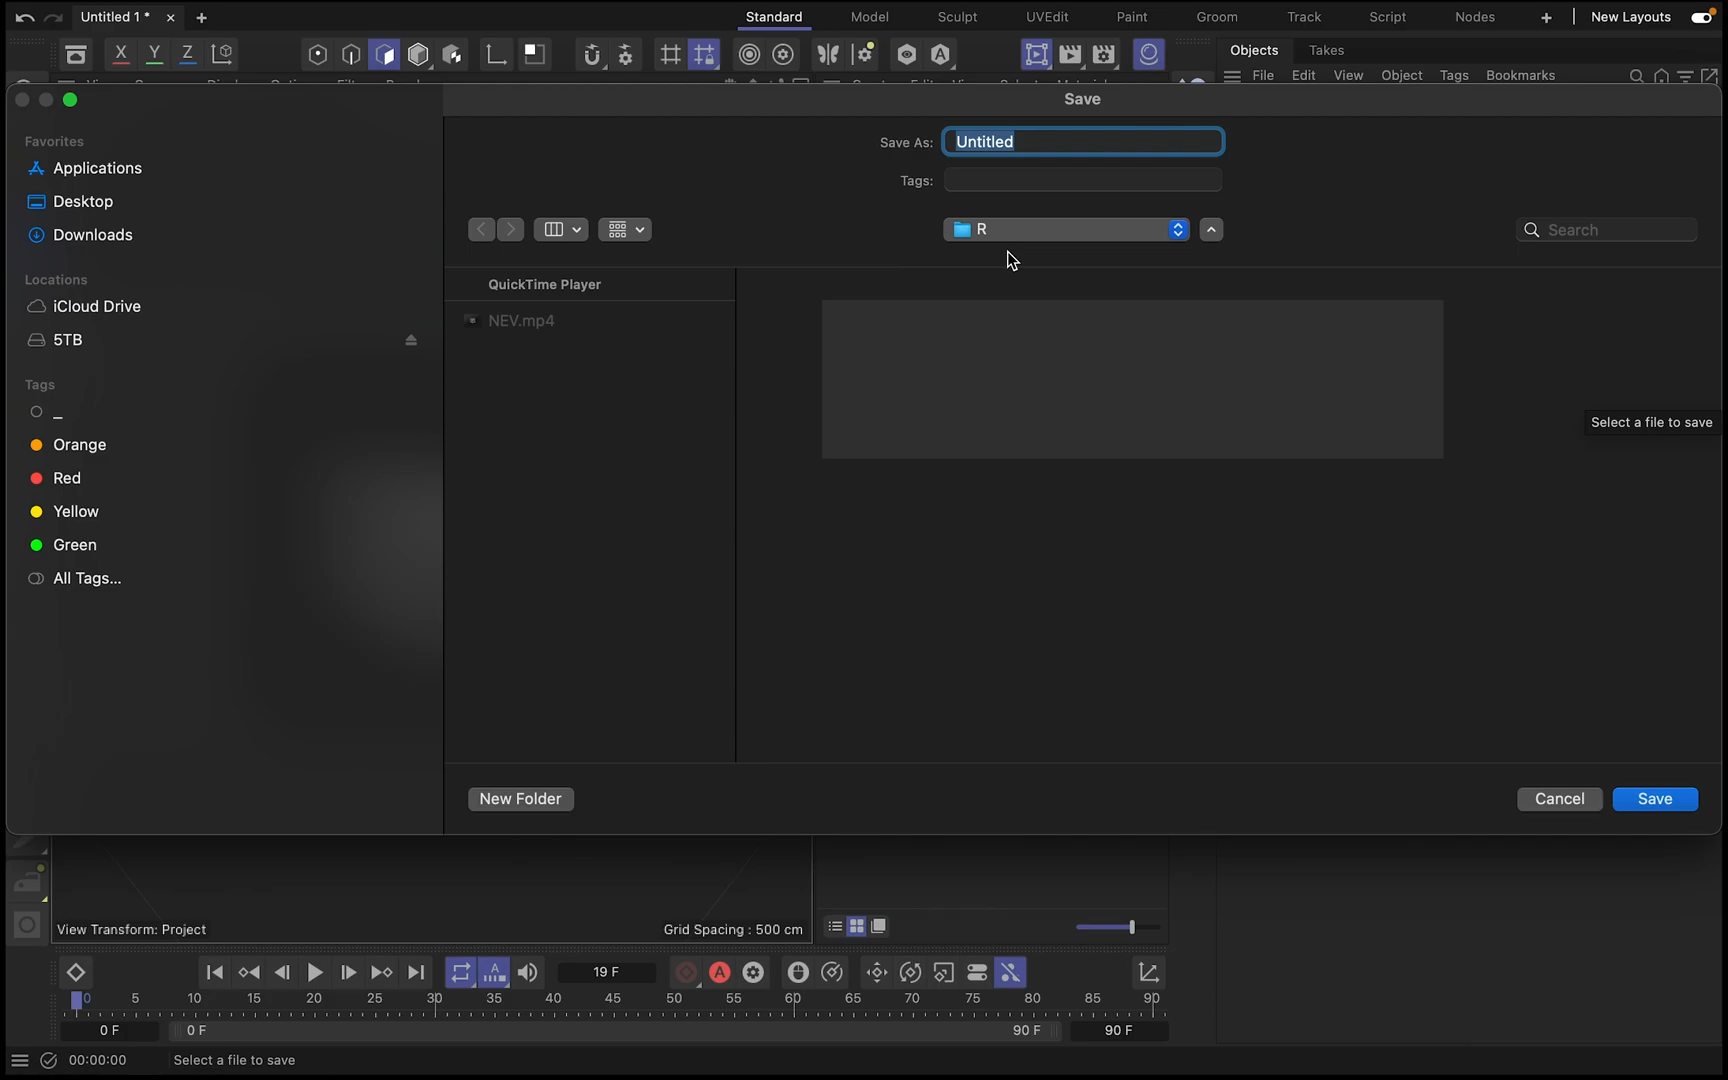 Untitled 1 *
Standard
Model
Sculpt
UVEdit
Paint
Groom
Track
Script
Nodes
New Layouts
X
Y
Z
Objects
Takes
File
Edit
View
Object
Tags
Bookmarks
Save
Favorites
Applications
Desktop
Downloads
Locations
iCloud Drive
5TB
Tags
_
Orange
Red
Yellow
Green
All Tags...
Save As:
Untitled
Tags:
R
Search
QuickTime Player
NEV.mp4
Select a file to save
New Folder
Cancel
Save
View Transform: Project
Grid Spacing : 500 cm
19 F
0
5
10
15
20
25
30
35
40
45
50
55
60
65
70
75
80
85
90
0 F
0 F
90 F
90 F
00:00:00
Select a file to save